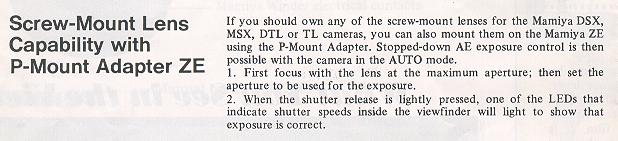 Screw-Mount Lens
Capability with
P-Mount Adapter ZE
If you should own any of the screw-mount lenses for the Mamiya DSX,
MSX, DTL or TL cameras, you can also mount them on the Mamiya ZE
using the P-Mount Adapter. Stopped-down AE exposure control is then
possible with the camera in the AUTO mode.
1. First focus with the lens at the maximum aperture; then set the
aperture to be used for the exposure.
2. When the shutter release is lightly pressed, one of the LEDs that
indicate shutter speeds inside the viewfinder will light to show that
exposure is correct.